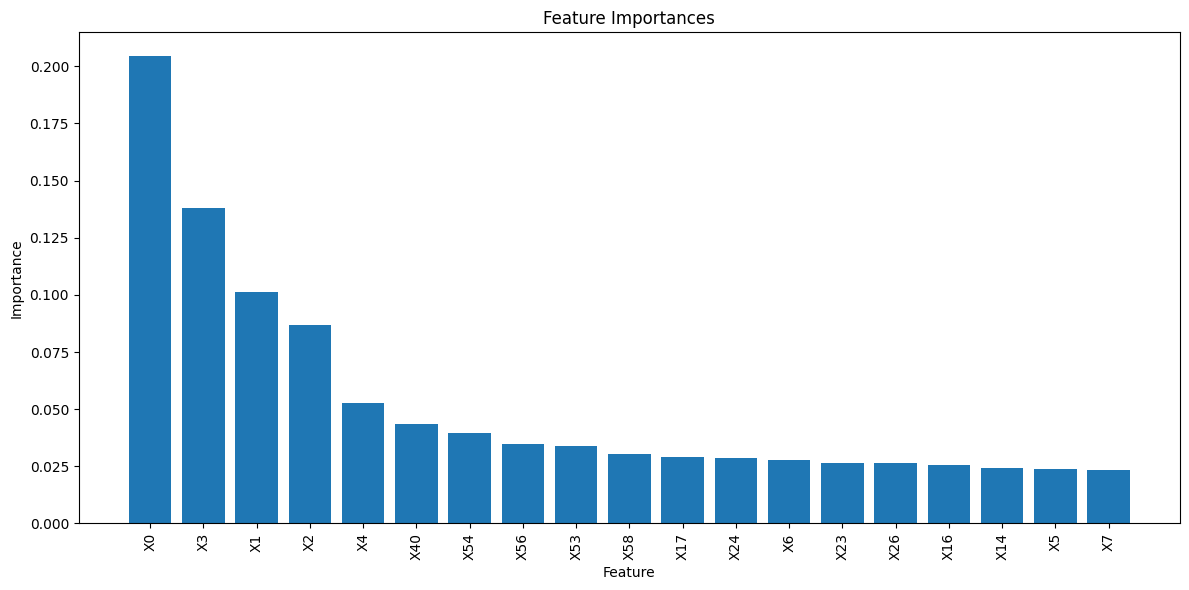 Feature Importances
Importance
0.200
0.175
0.150
0.125
0.100
0.075
0.050
0.025
0.000
X0
X3
X1
X2
X4
X40
X54
X56
X53
X58
X17
X24
X6
X23
X26
X16
X14
X5
X7
Feature